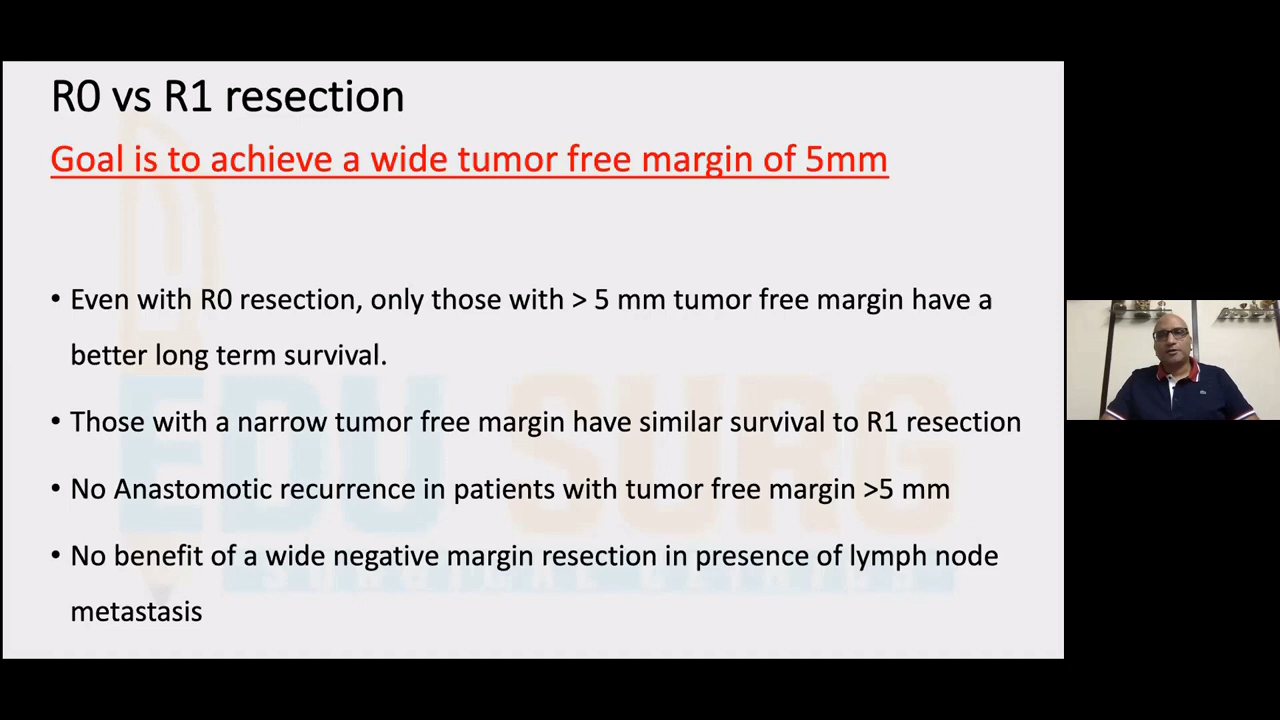 R0 vs R1 resection
Goal is to achieve a wide tumor free margin of 5mm
• Even with R0 resection, only those with > 5 mm tumor free margin have a
better long term survival.
• Those with a narrow tumor free margin have similar survival to R1 resection
• No Anastomotic recurrence in patients with tumor free margin >5 mm
• No benefit of a wide negative margin resection in presence of lymph node
metastasis
EDU SURG